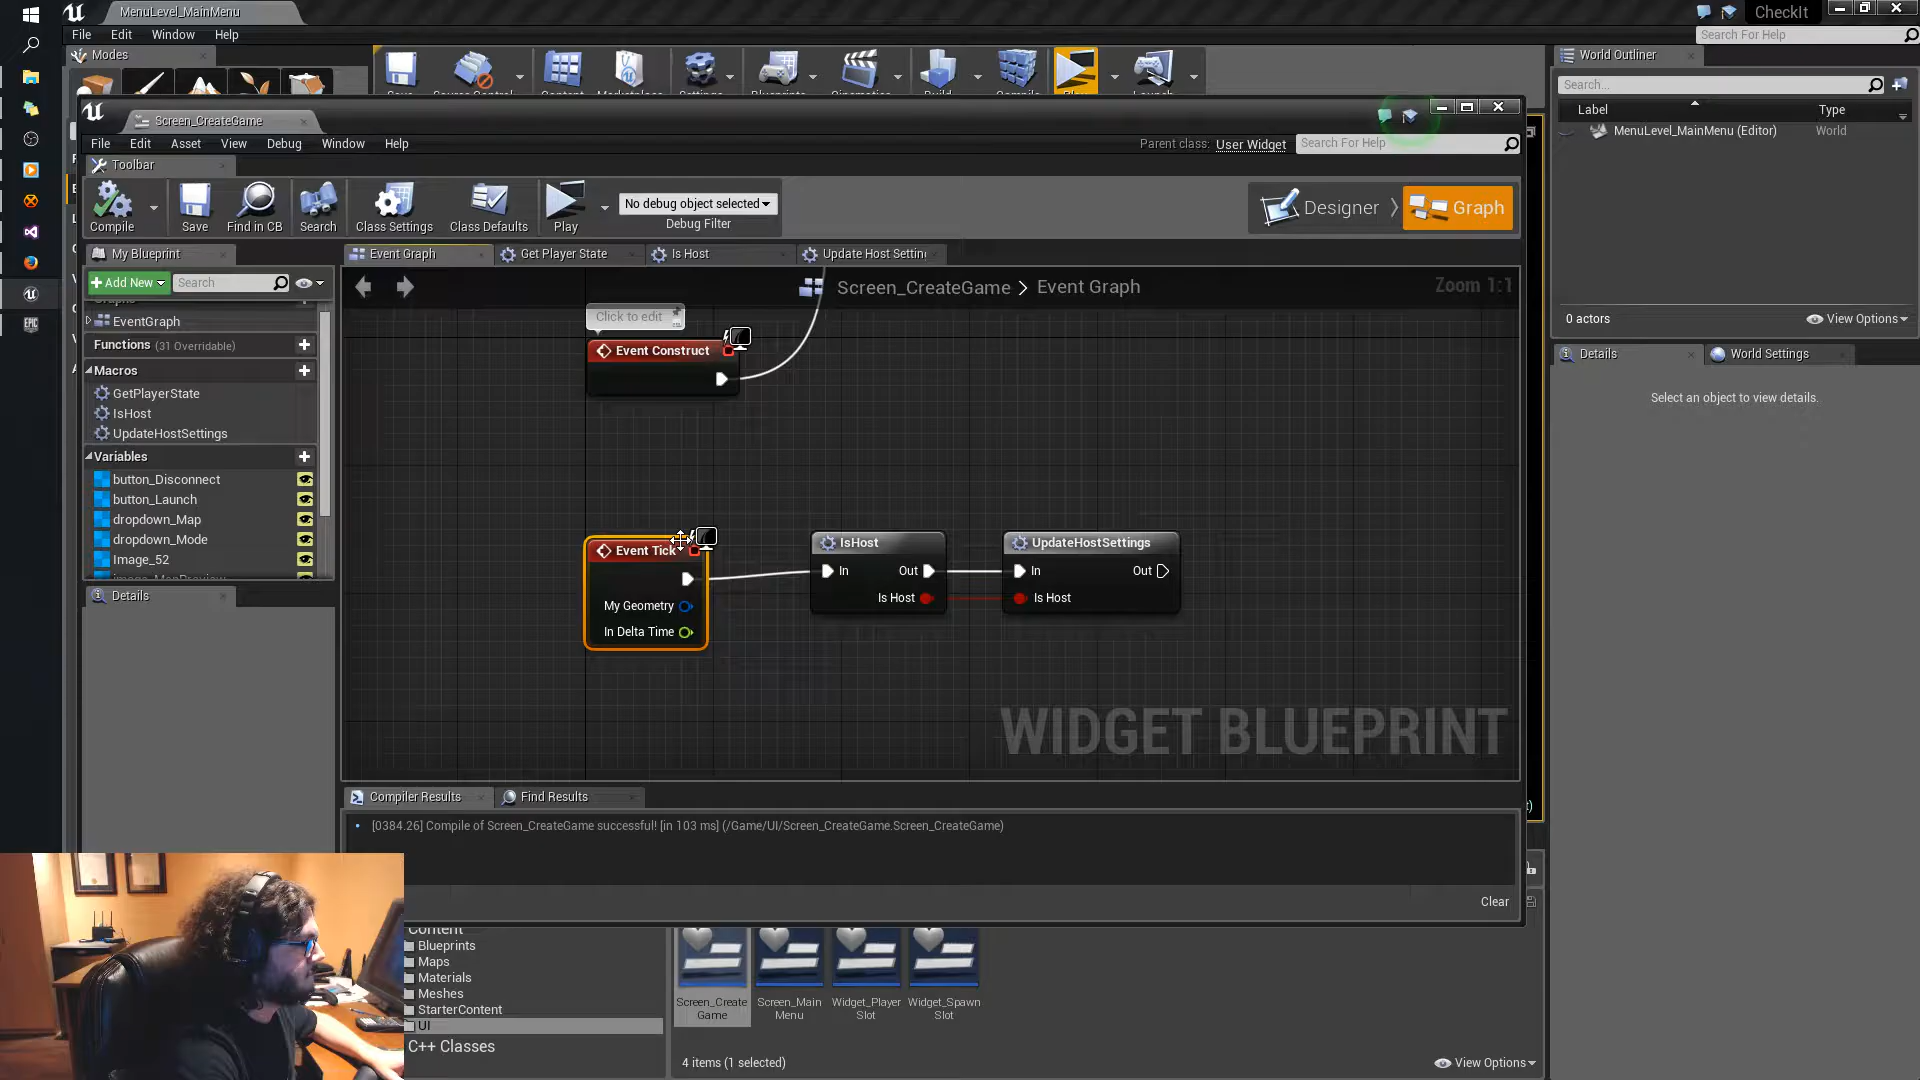 MenuLevel_MainMenu
CheckIt
File Edit Window Help
Search For Help
Modes
World Outliner
Search...
Label Type
MenuLevel_MainMenu (Editor) World
0 actors
View Options
Details World Settings
Select an object to view details.
Screen_CreateGame
File Edit Asset View Debug Window Help
Parent class: User Widget
Search For Help
Toolbar
Compile Save Find in CB Search Class Settings Class Defaults Play
No debug object selected
Debug Filter
Designer Graph
My Blueprint
Event Graph Get Player State Is Host Update Host Settin
Add New Search
Screen_CreateGame > Event Graph
Zoom 1:1
EventGraph
Functions (31 Overridable)
Macros
GetPlayerState
IsHost
UpdateHostSettings
Variables
button_Disconnect
button_Launch
dropdown_Map
dropdown_Mode
Image_52
image_MapPreview
Details
Click to edit
Event Construct
Event Tick
My Geometry
In Delta Time
IsHost
In Out
Is Host
UpdateHostSettings
In Out
Is Host
WIDGET BLUEPRINT
Compiler Results Find Results
[0384.26] Compile of Screen_CreateGame successful! [in 103 ms] (/Game/UI/Screen_CreateGame.Screen_CreateGame)
Clear
Content
Blueprints
Maps
Materials
Meshes
StarterContent
UI
C++ Classes
Screen_Create
Game
Screen_Main
Menu
Widget_Player
Slot
Widget_Spawn
Slot
4 items (1 selected)
View Options
EPIC